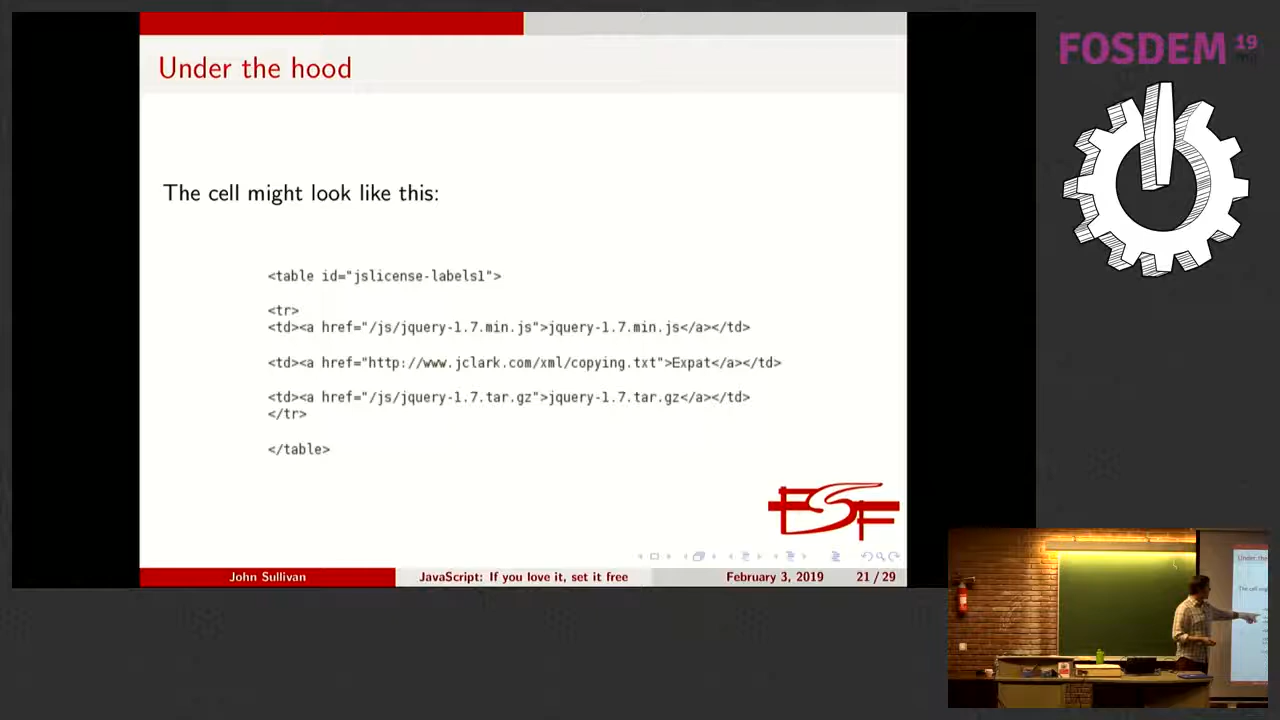 Under the hood
FOSDEM 19
The cell might look like this:
<table id="jslicense-labels1">
<tr>
<td><a href="/js/jquery-1.7.min.js">jquery-1.7.min.js</a></td>
<td><a href="http://www.jclark.com/xml/copying.txt">Expat</a></td>
<td><a href="/js/jquery-1.7.tar.gz">jquery-1.7.tar.gz</a></td>
</tr>
</table>
FSF
John Sullivan
JavaScript: If you love it, set it free
February 3, 2019
21 / 29